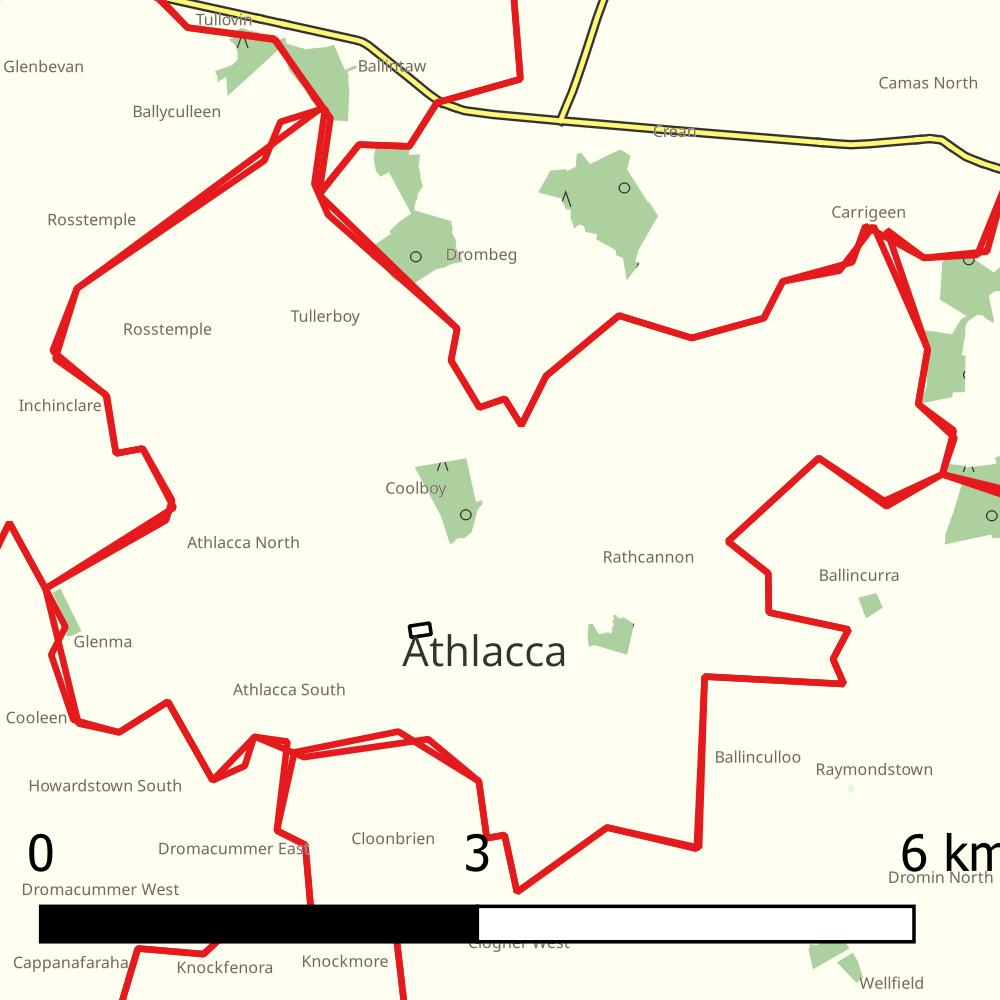 Tullovin
Glenbevan
Ballintaw
Camas North
Ballyculleen
Crean
Rosstemple
Carrigeen
Drombeg
Tullerboy
Rosstemple
Inchinclare
Coolboy
Athlacca North
Rathcannon
Ballincurra
Glenma
Athlacca
Athlacca South
Cooleen
Ballinculloo
Raymondstown
Howardstown South
Cloonbrien
Dromacummer East
0 3 6 km
Dromin North
Dromacummer West
Clogher West
Cappanafaraha
Knockfenora
Knockmore
Wellfield